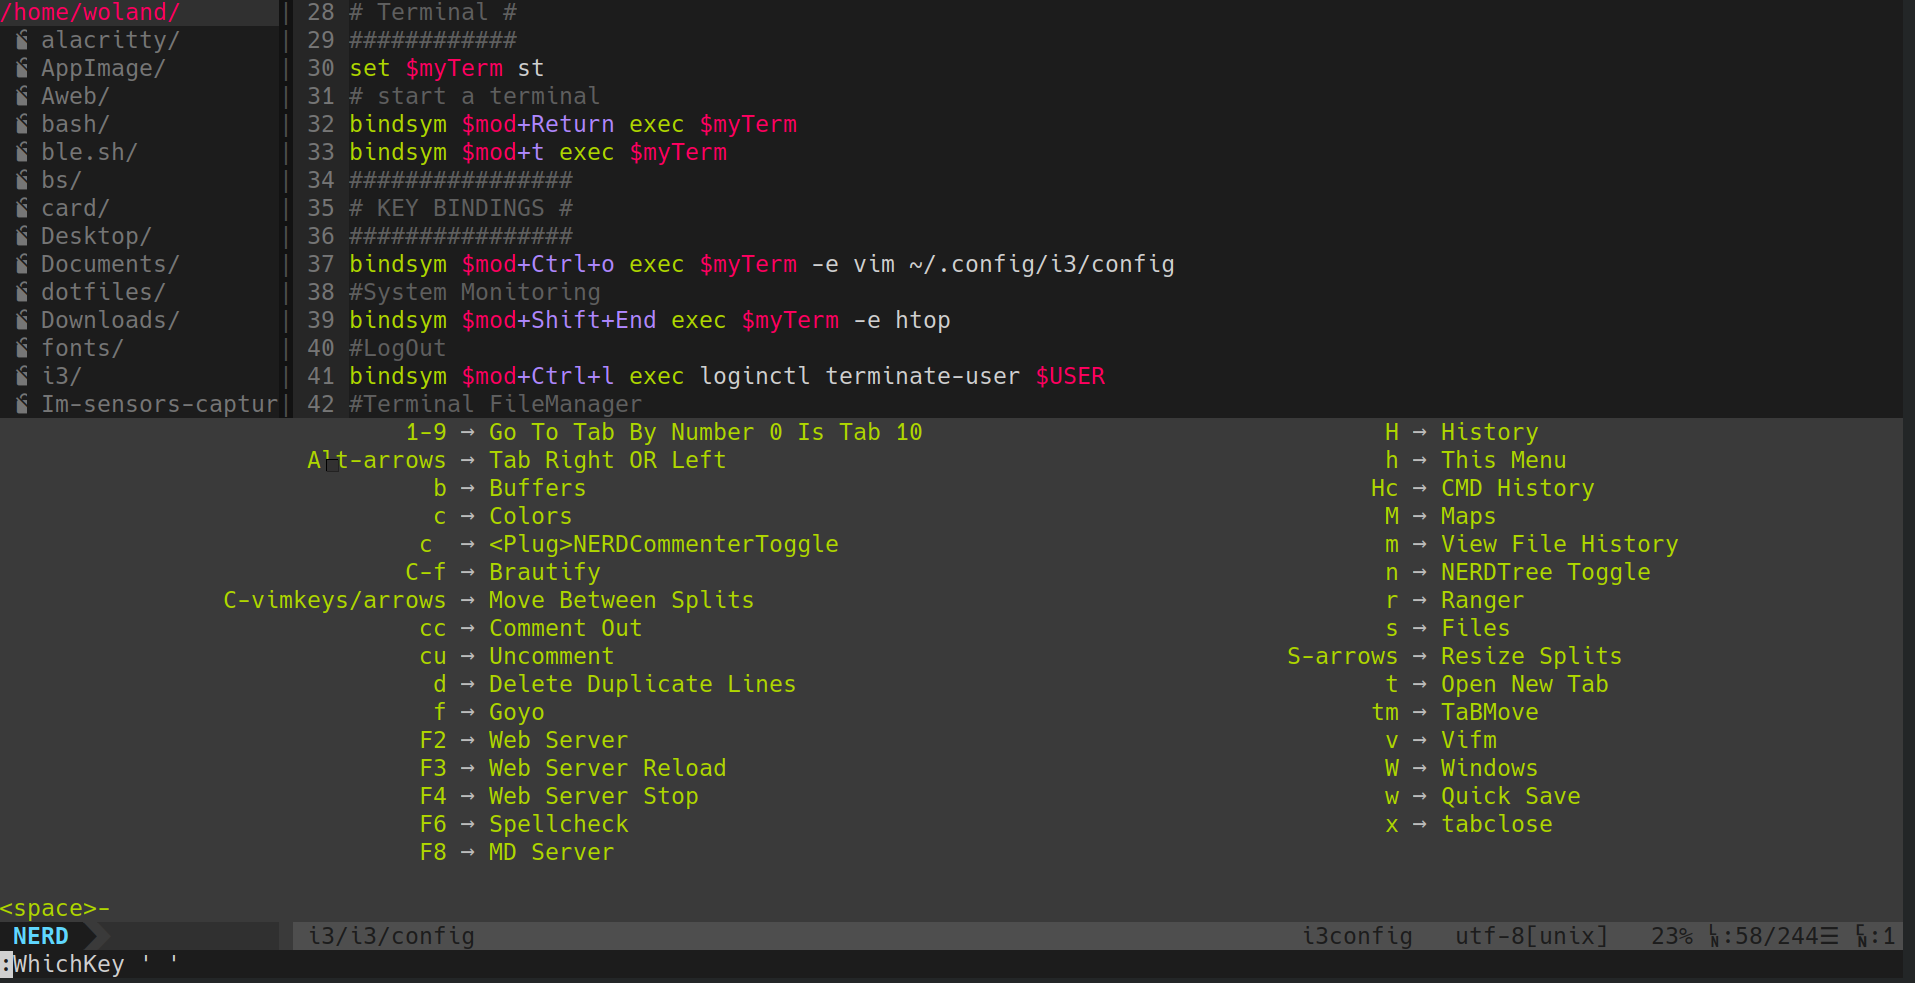 /home/woland/
alacritty/
AppImage/
Aweb/
bash/
ble.sh/
bs/
card/
Desktop/
Documents/
dotfiles/
Downloads/
fonts/
i3/
Im-sensors-captur
28 # Terminal #
29 ############
30 set $myTerm st
31 # start a terminal
32 bindsym $mod+Return exec $myTerm
33 bindsym $mod+t exec $myTerm
34 ################
35 # KEY BINDINGS #
36 ################
37 bindsym $mod+Ctrl+o exec $myTerm -e vim ~/.config/i3/config
38 #System Monitoring
39 bindsym $mod+Shift+End exec $myTerm -e htop
40 #LogOut
41 bindsym $mod+Ctrl+l exec loginctl terminate-user $USER
42 #Terminal FileManager
1-9 → Go To Tab By Number 0 Is Tab 10
Alt-arrows → Tab Right OR Left
b → Buffers
c → Colors
c → <Plug>NERDCommenterToggle
C-f → Brautify
C-vimkeys/arrows → Move Between Splits
cc → Comment Out
cu → Uncomment
d → Delete Duplicate Lines
f → Goyo
F2 → Web Server
F3 → Web Server Reload
F4 → Web Server Stop
F6 → Spellcheck
F8 → MD Server
H → History
h → This Menu
Hc → CMD History
M → Maps
m → View File History
n → NERDTree Toggle
r → Ranger
s → Files
S-arrows → Resize Splits
t → Open New Tab
tm → TaBMove
v → Vifm
W → Windows
w → Quick Save
x → tabclose
<space>-
NERD i3/i3/config i3config utf-8[unix] 23% ␊:58/244☰ ␤:1
:WhichKey ' '